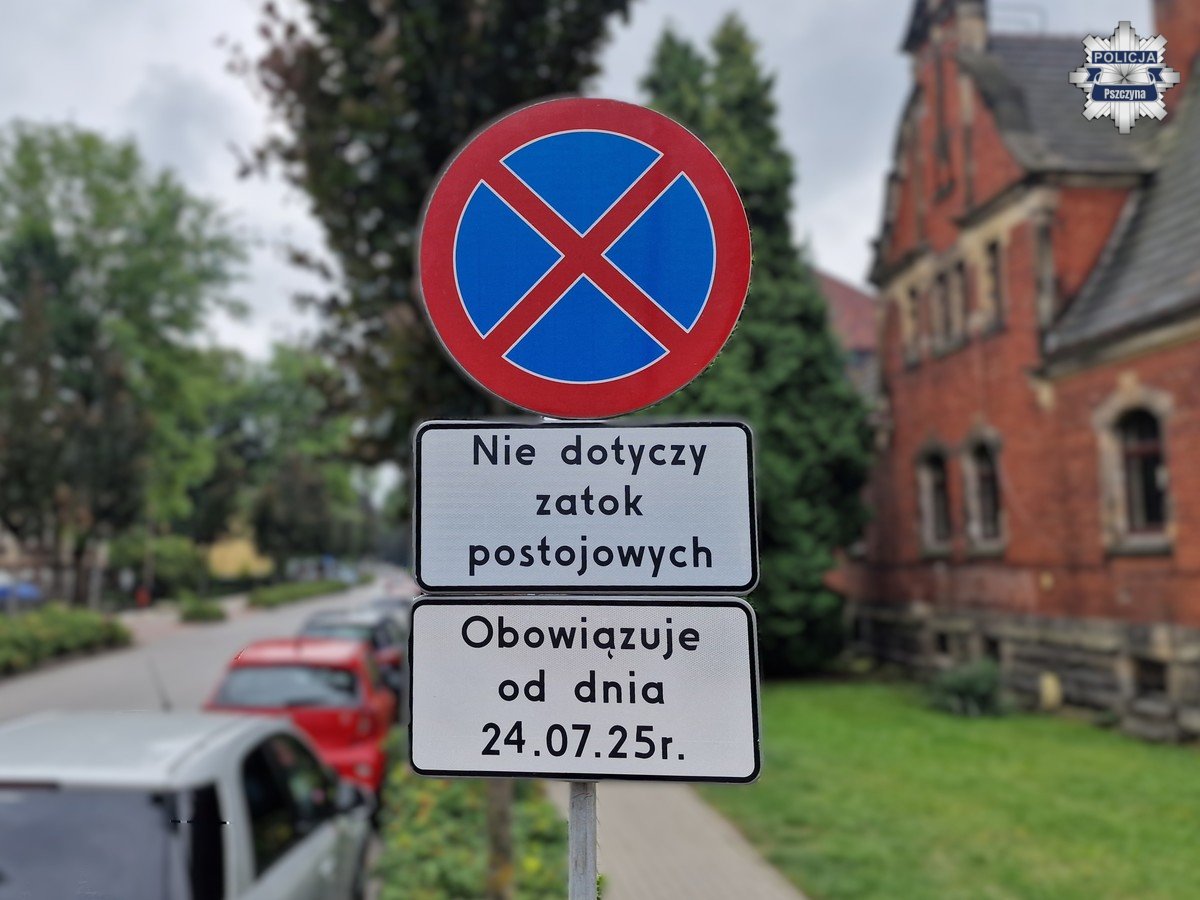 POLICJA
Pszczyna
Nie dotyczy
zatok
postojowych
Obowiązuje
od dnia
24.07.25r.